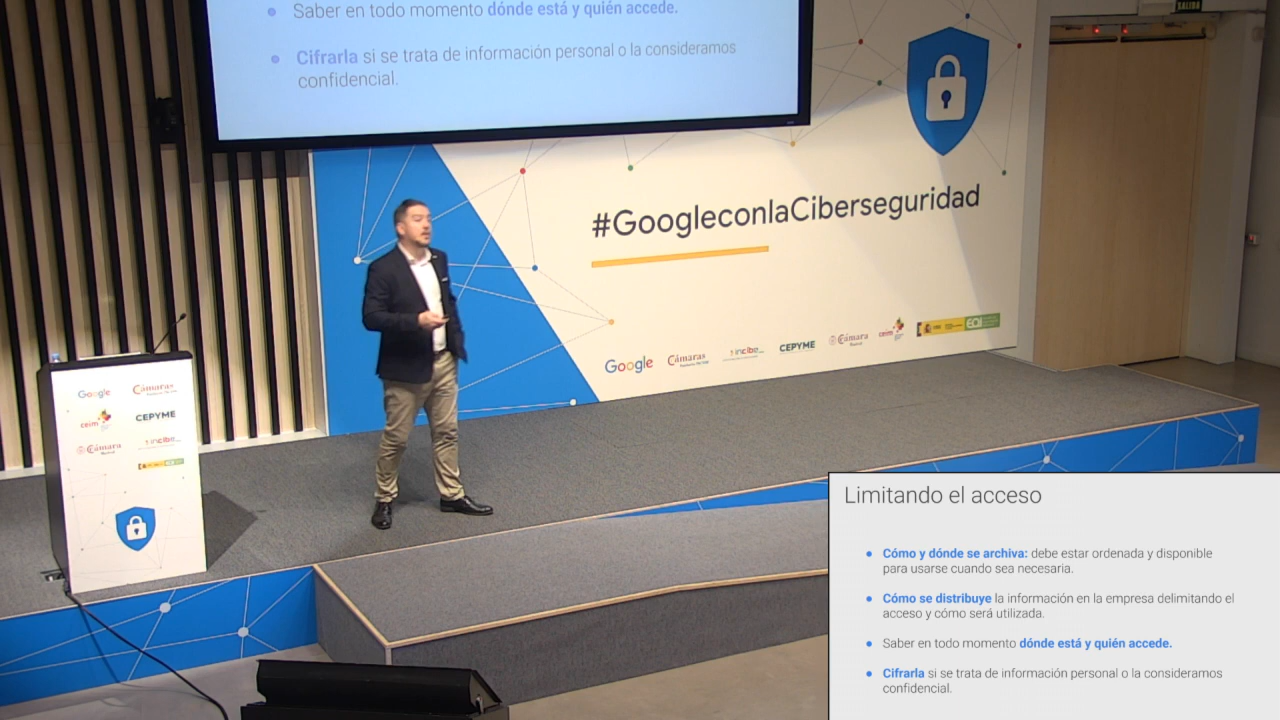 Saber en todo momento dónde está y quién accede.
Cifrarla si se trata de información personal o la consideramos
confidencial.
SALIDA
#GoogleconlaCiberseguridad
Google
Cámaras
incibe
CEPYME
Cámara
Madrid
ceim
EOI
Google
Cámaras
ceim
CEPYME
Cámara
Madrid
incibe
EOI
Limitando el acceso
Cómo y dónde se archiva: debe estar ordenada y disponible
para usarse cuando sea necesaria.
Cómo se distribuye la información en la empresa delimitando el
acceso y cómo será utilizada.
Saber en todo momento dónde está y quién accede.
Cifrarla si se trata de información personal o la consideramos
confidencial.